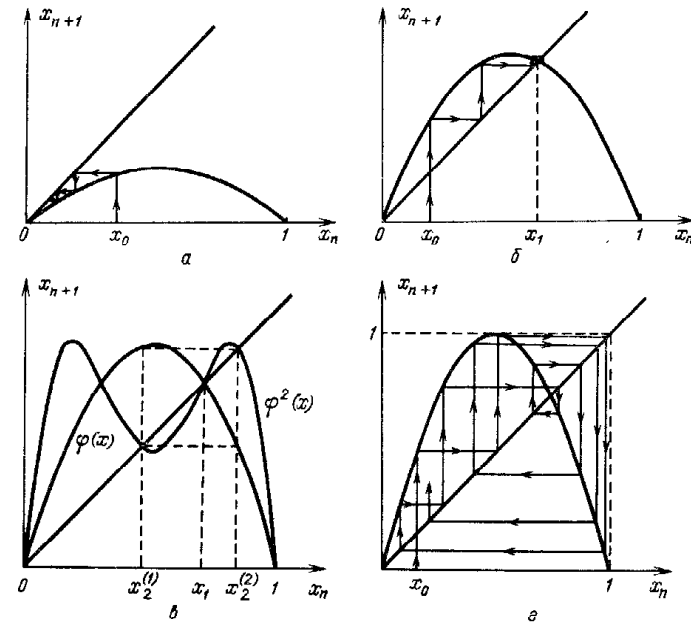 x_{n+1}
0 x_0 1 x_n
а
x_{n+1}
0 x_0 x_1 1 x_n
б
x_{n+1}
φ(x) φ²(x)
0 x_2^{(1)} x_1 x_2^{(2)} 1 x_n
в
x_{n+1}
1
0 x_0 1 x_n
г